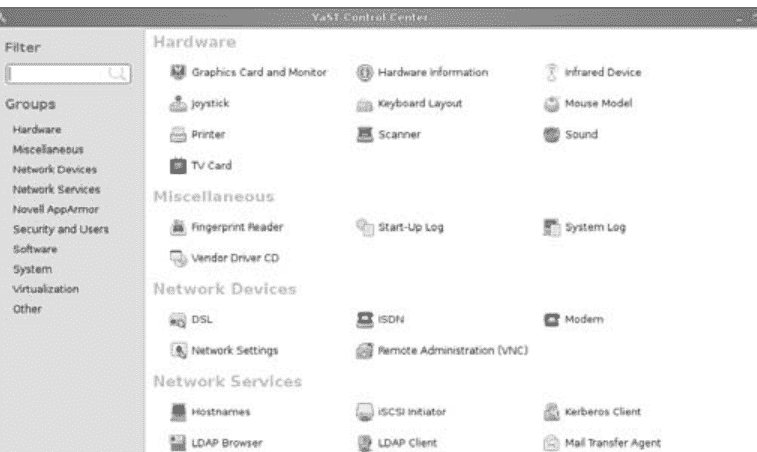 YaST Control Center
Filter
Groups
Hardware
Miscellaneous
Network Devices
Network Services
Novell AppArmor
Security and Users
Software
System
Virtualization
Other
Hardware
Graphics Card and Monitor
Hardware Information
Infrared Device
Joystick
Keyboard Layout
Mouse Model
Printer
Scanner
Sound
TV Card
Miscellaneous
Fingerprint Reader
Start-Up Log
System Log
Vendor Driver CD
Network Devices
DSL
ISDN
Modem
Network Settings
Remote Administration (VNC)
Network Services
Hostnames
iSCSI Initiator
Kerberos Client
LDAP Browser
LDAP Client
Mail Transfer Agent